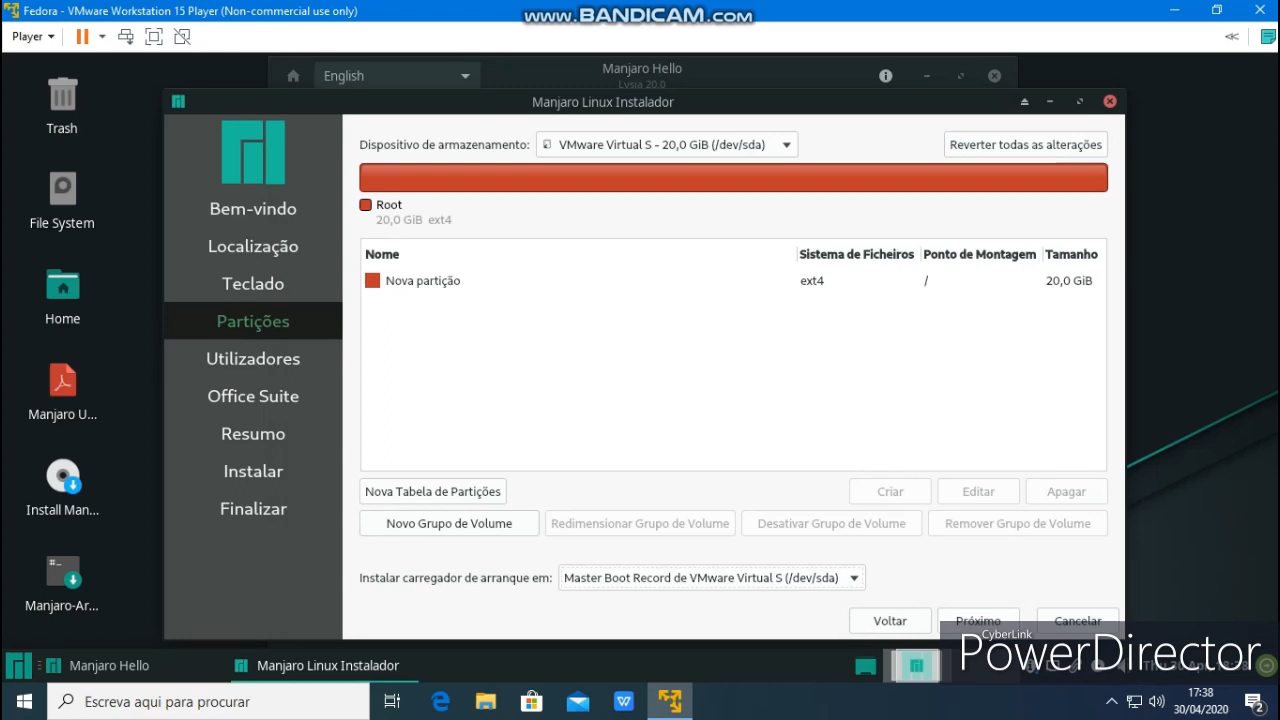 Fedora - VMware Workstation 15 Player (Non-commercial use only)
www.BANDICAM.com
Player
Manjaro Hello
Lysia 20.0
English
Manjaro Linux Instalador
Trash
File System
Home
Manjaro U...
Install Man...
Manjaro-Ar...
Bem-vindo
Localização
Teclado
Partições
Utilizadores
Office Suite
Resumo
Instalar
Finalizar
Dispositivo de armazenamento:
VMware Virtual S - 20,0 GiB (/dev/sda)
Reverter todas as alterações
Root
20,0 GiB ext4
Nome Sistema de Ficheiros Ponto de Montagem Tamanho
Nova partição ext4 / 20,0 GiB
Nova Tabela de Partições Criar Editar Apagar
Novo Grupo de Volume Redimensionar Grupo de Volume Desativar Grupo de Volume Remover Grupo de Volume
Instalar carregador de arranque em: Master Boot Record de VMware Virtual S (/dev/sda)
Voltar Próximo Cancelar
CyberLink
PowerDirector
Manjaro Hello
Manjaro Linux Instalador
Escreva aqui para procurar
17:38
30/04/2020
2